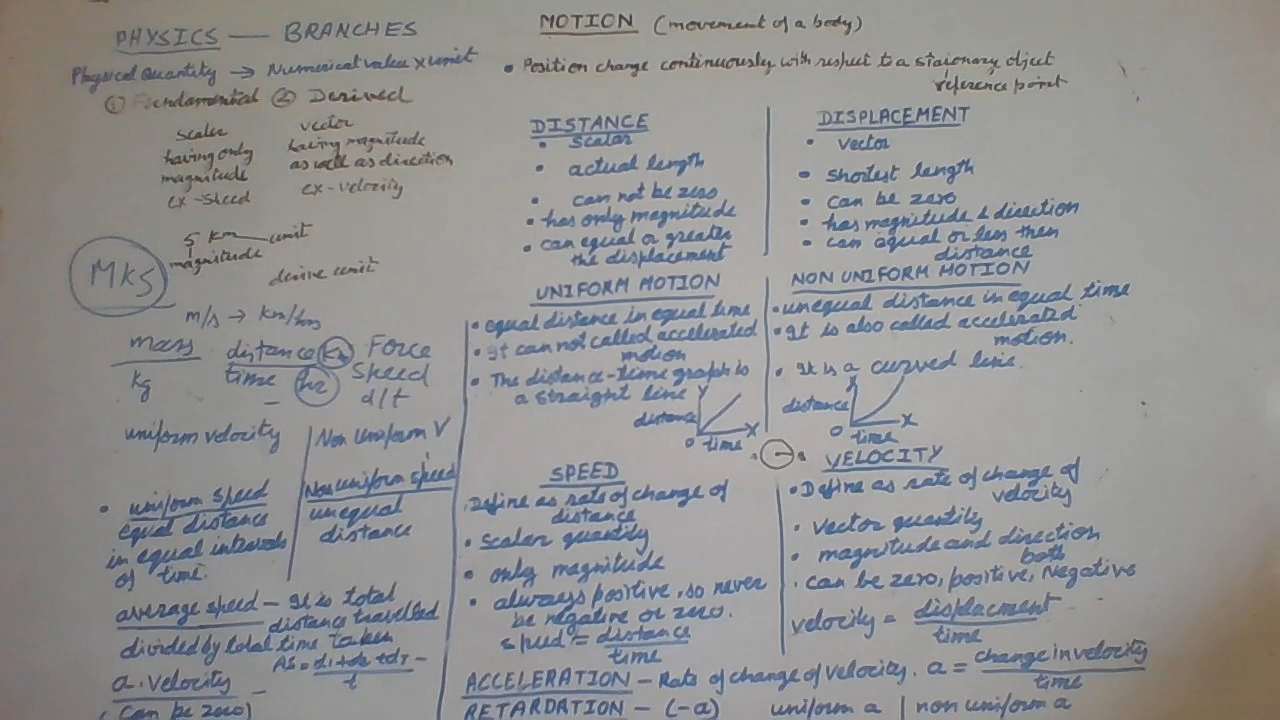 PHYSICS — BRANCHES
Physical Quantity → Numerical value × unit
① Fundamental ② Derived
scaler
having only
magnitude
ex - speed
vector
having magnitude
as well as direction
ex - velocity
5 km — unit
magnitude
derive unit
MKS
m/s → km/hrs
mass
kg
distance km
time hr
Force
Speed
d/t
uniform velocity
• uniform speed
equal distance
in equal intervals
of time.
Non Uniform V
Non uniform speed
unequal
distance
average speed - It is total
distance travelled
divided by total time taken
AS = d1+d2+dT
t
a. velocity -
(can be zero)
MOTION (movement of a body)
• Position change continuously with respect to a stationary object
reference point
DISTANCE
• Scalar
• actual length
• can not be zero
• has only magnitude
• can equal or greater
the displacement
DISPLACEMENT
• vector
• shortest length
• can be zero
• has magnitude & direction
• can equal or less then
distance
UNIFORM MOTION
• equal distance in equal time
• It can not called accelerated
motion
• The distance-time graph is
a straight line
Y
distance
0 time X
NON UNIFORM MOTION
• unequal distance in equal time
• It is also called accelerated
motion.
• It is a curved line.
Y
distance
0 time X
SPEED
• Define as rate of change of
distance
• Scalar quantity
• only magnitude
• always positive, so never
be negative or zero.
speed = distance
time
VELOCITY
• Define as rate of change of
velocity
• vector quantity
• magnitude and direction
both
• can be zero, positive, Negative
velocity = displacment
time
ACCELERATION - Rate of change of velocity. a = change in velocity
time
RETARDATION - (-a) uniform a | non uniform a